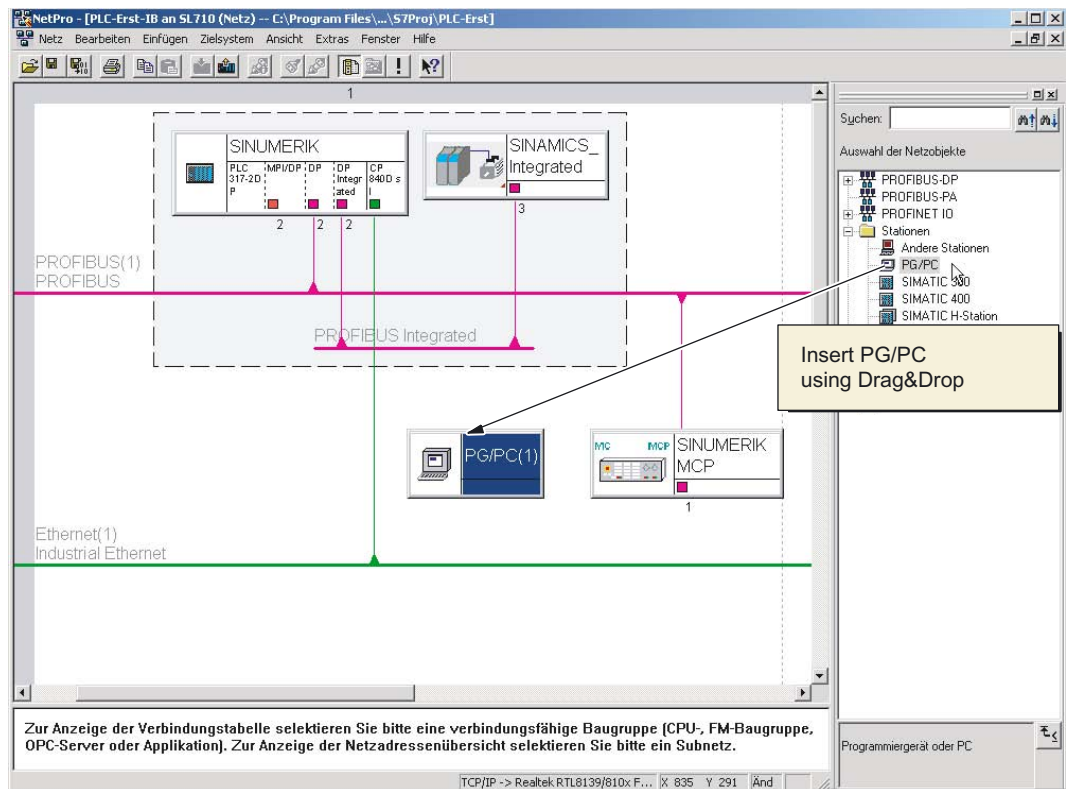 NetPro - [PLC-Erst-IB an SL710 (Netz) -- C:\Program Files\...\S7Proj\PLC-Erst]
Netz Bearbeiten Einfügen Zielsystem Ansicht Extras Fenster Hilfe
1
Suchen:
Auswahl der Netzobjekte
PROFIBUS-DP
PROFIBUS-PA
PROFINET IO
Stationen
Andere Stationen
PG/PC
SIMATIC 300
SIMATIC 400
SIMATIC H-Station
SINUMERIK
PLC 317-2D P
MPI/DP
DP
DP Integr ated
CP 840D s l
2 2 2
SINAMICS_
Integrated
3
PROFIBUS(1)
PROFIBUS
PROFIBUS Integrated
Insert PG/PC
using Drag&Drop
PG/PC(1)
MC MCP
SINUMERIK
MCP
1
Ethernet(1)
Industrial Ethernet
Zur Anzeige der Verbindungstabelle selektieren Sie bitte eine verbindungsfähige Baugruppe (CPU-, FM-Baugruppe,
OPC-Server oder Applikation). Zur Anzeige der Netzadressenübersicht selektieren Sie bitte ein Subnetz.
Programmiergerät oder PC
TCP/IP -> Realtek RTL8139/810x F... X 835 Y 291 Änd